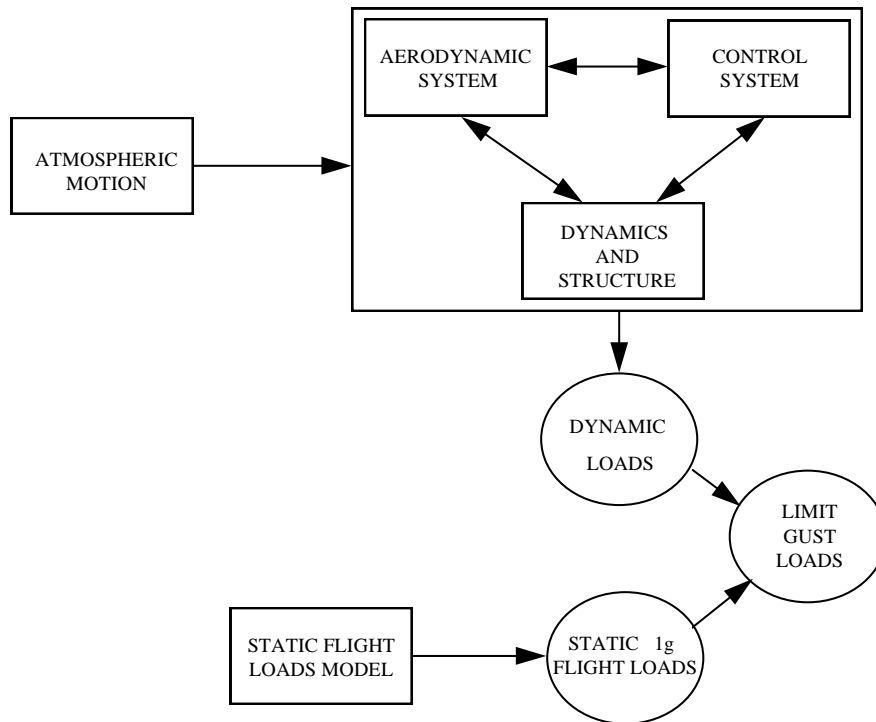 AERODYNAMIC
SYSTEM
CONTROL
SYSTEM
ATMOSPHERIC
MOTION
DYNAMICS
AND
STRUCTURE
DYNAMIC
LOADS
LIMIT
GUST
LOADS
STATIC FLIGHT
LOADS MODEL
STATIC 1g
FLIGHT LOADS